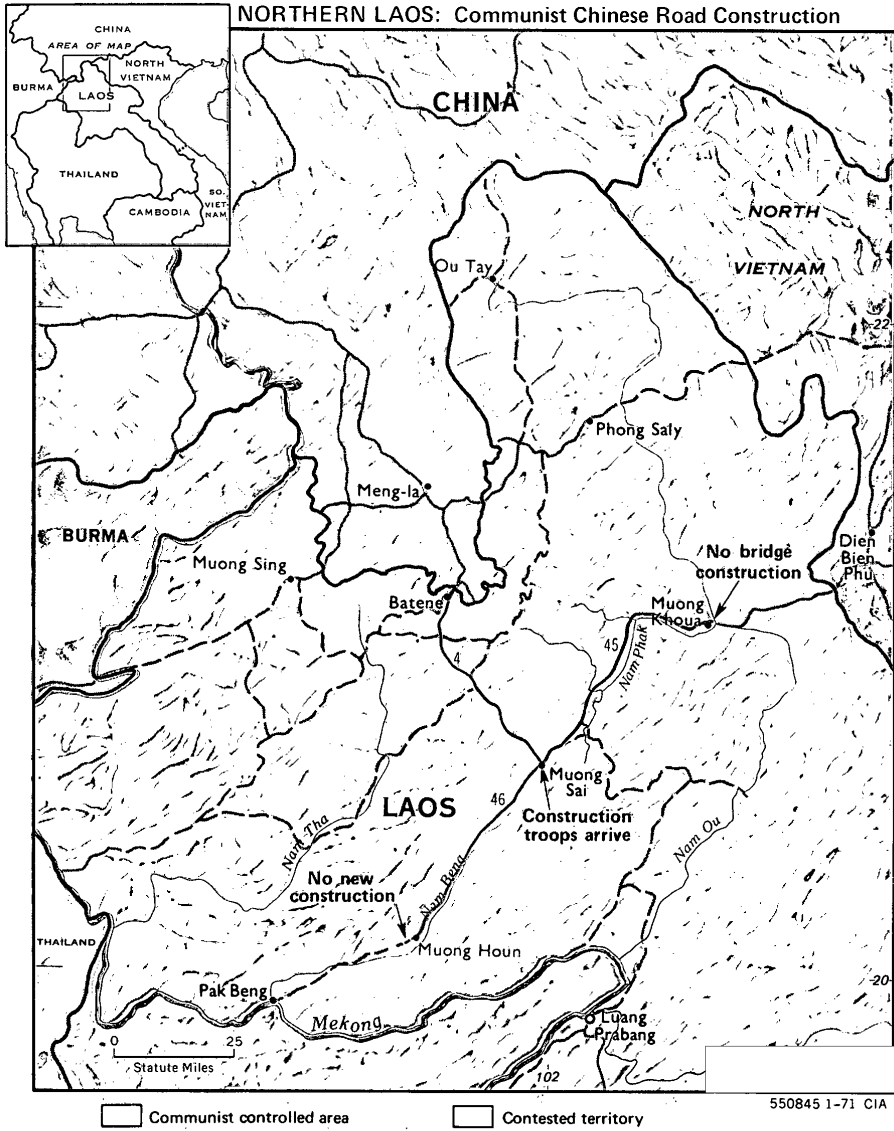 NORTHERN LAOS: Communist Chinese Road Construction
CHINA
AREA OF MAP
NORTH
VIETNAM
BURMA
LAOS
THAILAND
SO.
VIET-
NAM
CAMBODIA
CHINA
NORTH
VIETNAM
Ou Tay
22
Phong Saly
Meng-la
BURMA
Dien
Bien
Phu
No bridge
construction
Muong Sing
Batene
Muong
Khoua
45
Nam Phak
4
Muong
Sai
LAOS
46
Construction
troops arrive
Nam Tha
Nam Ou
No new
construction
Nam Beng
THAILAND
Muong Houn
Pak Beng
20
Mekong
Luang
Prabang
0 25
Statute Miles
102
550845 1-71 CIA
Communist controlled area
Contested territory